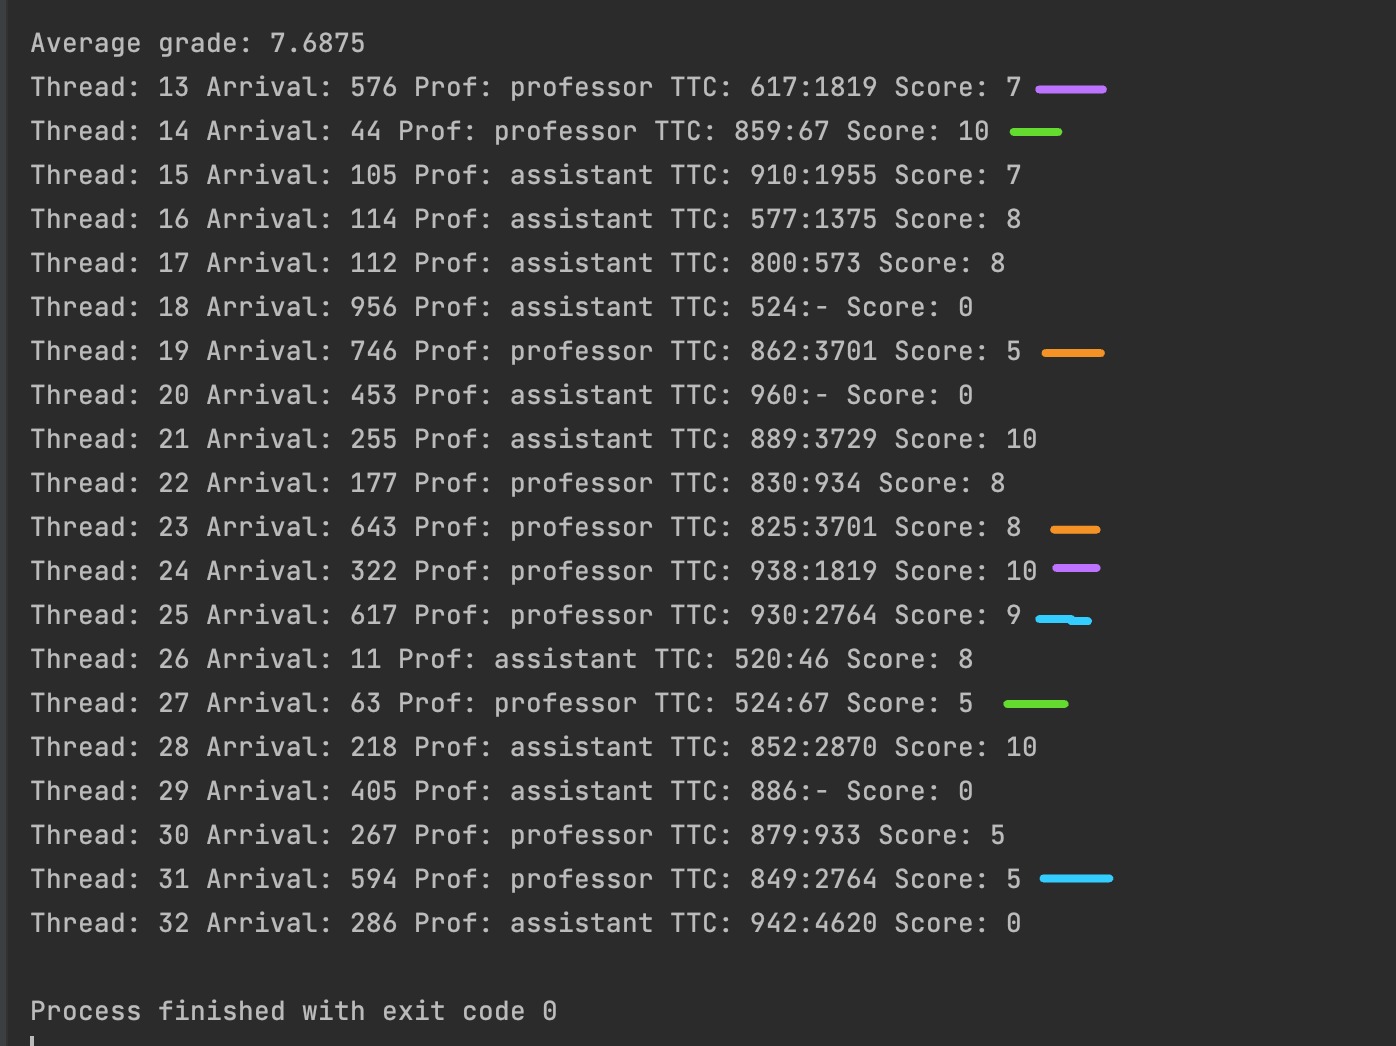 Average grade: 7.6875
Thread: 13 Arrival: 576 Prof: professor TTC: 617:1819 Score: 7
Thread: 14 Arrival: 44 Prof: professor TTC: 859:67 Score: 10
Thread: 15 Arrival: 105 Prof: assistant TTC: 910:1955 Score: 7
Thread: 16 Arrival: 114 Prof: assistant TTC: 577:1375 Score: 8
Thread: 17 Arrival: 112 Prof: assistant TTC: 800:573 Score: 8
Thread: 18 Arrival: 956 Prof: assistant TTC: 524:- Score: 0
Thread: 19 Arrival: 746 Prof: professor TTC: 862:3701 Score: 5
Thread: 20 Arrival: 453 Prof: assistant TTC: 960:- Score: 0
Thread: 21 Arrival: 255 Prof: assistant TTC: 889:3729 Score: 10
Thread: 22 Arrival: 177 Prof: professor TTC: 830:934 Score: 8
Thread: 23 Arrival: 643 Prof: professor TTC: 825:3701 Score: 8
Thread: 24 Arrival: 322 Prof: professor TTC: 938:1819 Score: 10
Thread: 25 Arrival: 617 Prof: professor TTC: 930:2764 Score: 9
Thread: 26 Arrival: 11 Prof: assistant TTC: 520:46 Score: 8
Thread: 27 Arrival: 63 Prof: professor TTC: 524:67 Score: 5
Thread: 28 Arrival: 218 Prof: assistant TTC: 852:2870 Score: 10
Thread: 29 Arrival: 405 Prof: assistant TTC: 886:- Score: 0
Thread: 30 Arrival: 267 Prof: professor TTC: 879:933 Score: 5
Thread: 31 Arrival: 594 Prof: professor TTC: 849:2764 Score: 5
Thread: 32 Arrival: 286 Prof: assistant TTC: 942:4620 Score: 0
Process finished with exit code 0